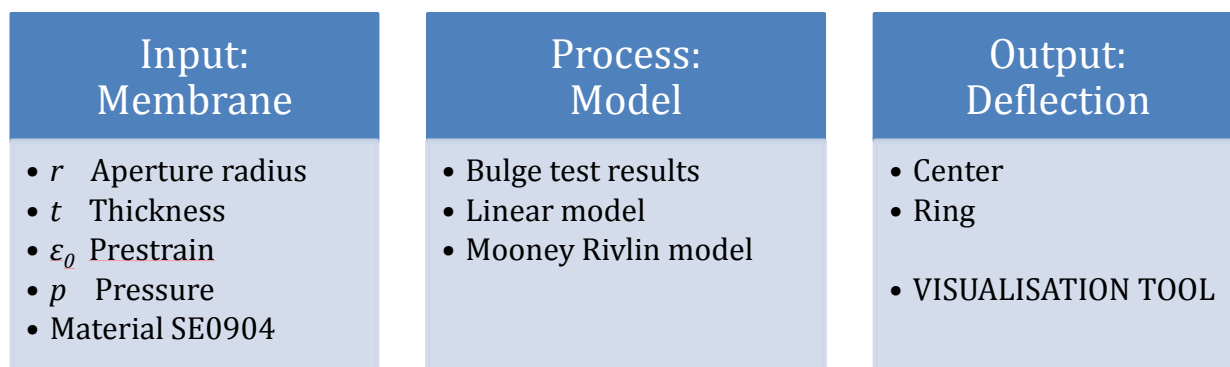 Input:
Membrane
• r Aperture radius
• t Thickness
• ε₀ Prestrain
• p Pressure
• Material SE0904
Process:
Model
• Bulge test results
• Linear model
• Mooney Rivlin model
Output:
Deflection
• Center
• Ring
• VISUALISATION TOOL